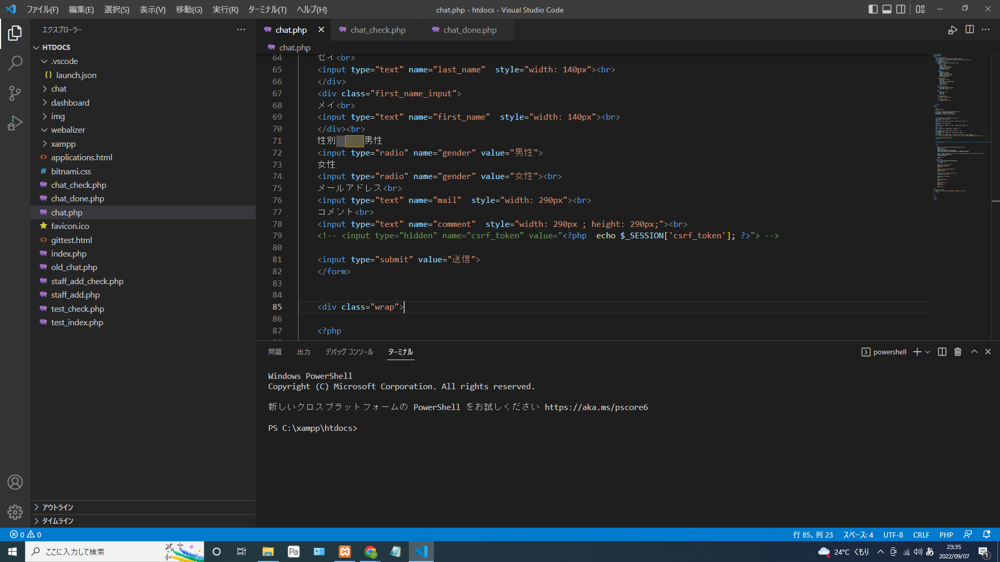 ファイル(F) 編集(E) 選択(S) 表示(V) 移動(G) 実行(R) ターミナル(T) ヘルプ(H) chat.php - htdocs - Visual Studio Code
エクスプローラー
HTDOCS
.vscode
{} launch.json
chat
dashboard
img
webalizer
xampp
applications.html
bitnami.css
chat_check.php
chat_done.php
chat.php
favicon.ico
gittest.html
index.php
old_chat.php
staff_add_check.php
staff_add.php
test_check.php
test_index.php
アウトライン
タイムライン
chat.php chat_check.php chat_done.php
chat.php
64 セイ<br>
65 <input type="text" name="last_name"  style="width: 140px"><br>
66 </div>
67 <div class="first_name_input">
68 メイ<br>
69 <input type="text" name="first_name"  style="width: 140px"><br>
70 </div><br>
71 性別 男性
72 <input type="radio" name="gender" value="男性">
73 女性
74 <input type="radio" name="gender" value="女性"><br>
75 メールアドレス<br>
76 <input type="text" name="mail"  style="width: 290px"><br>
77 コメント<br>
78 <input type="text" name="comment"  style="width: 290px ; height: 290px;"><br>
79 <!-- <input type="hidden" name="csrf_token" value="<?php  echo $_SESSION['csrf_token']; ?>"> -->
80
81 <input type="submit" value="送信">
82 </form>
83
84
85 <div class="wrap">
86
87 <?php
問題 出力 デバッグ コンソール ターミナル powershell
Windows PowerShell
Copyright (C) Microsoft Corporation. All rights reserved.
新しいクロスプラットフォームの PowerShell をお試しください https://aka.ms/pscore6
PS C:\xampp\htdocs>
0 0 行 85、列 23 スペース: 4 UTF-8 CRLF PHP
ここに入力して検索 Pa 24°C くもり あ 23:35
2022/09/07 1